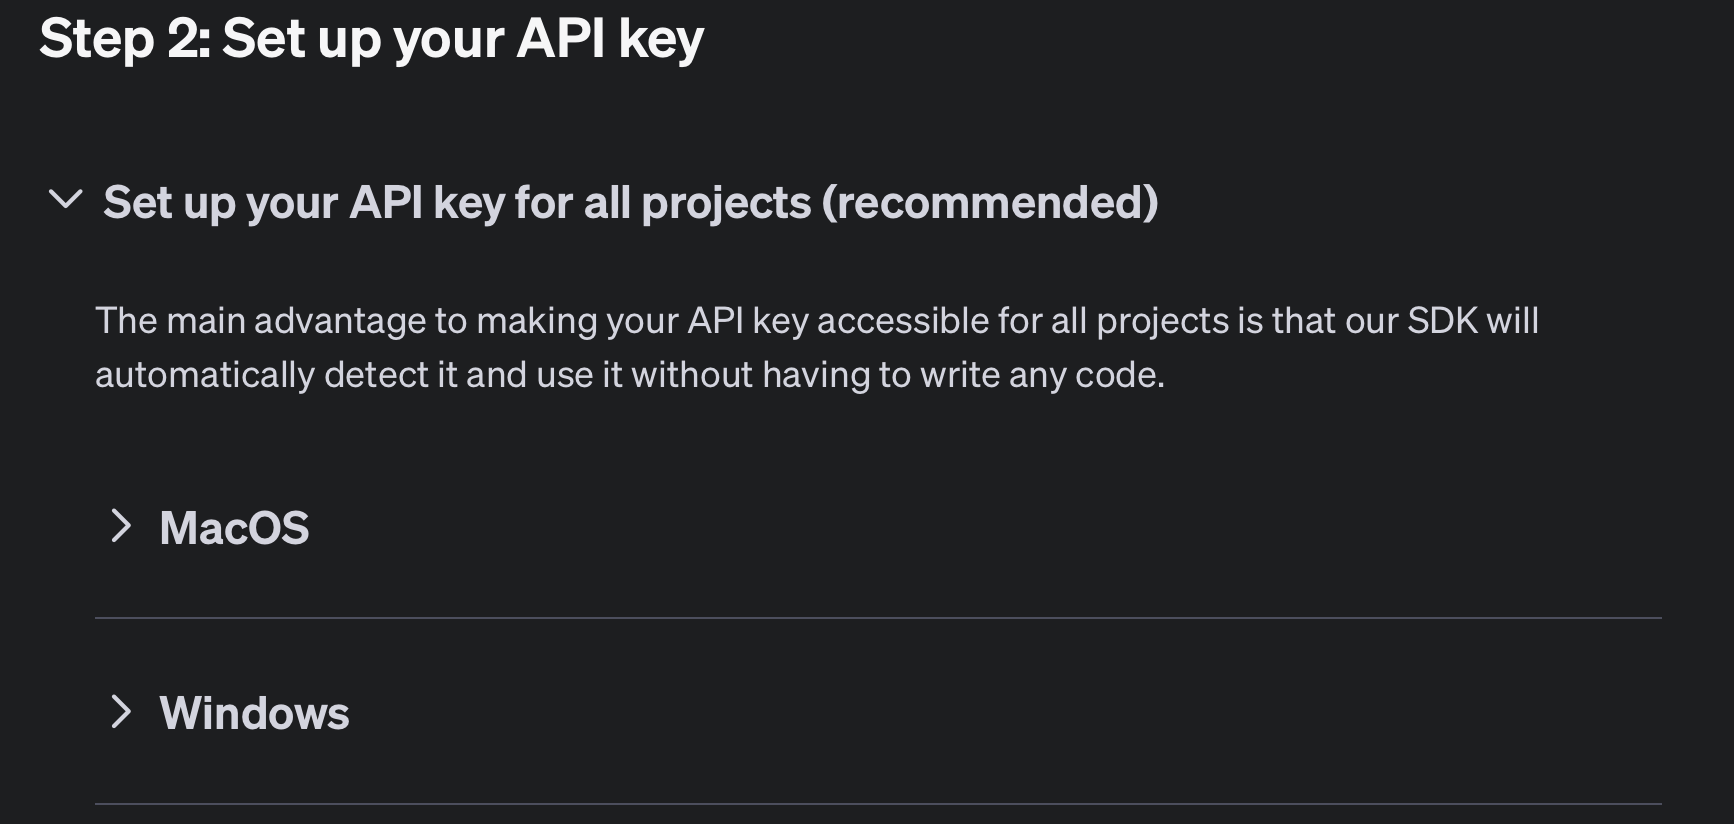 Step 2: Set up your API key
Set up your API key for all projects (recommended)
The main advantage to making your API key accessible for all projects is that our SDK will
automatically detect it and use it without having to write any code.
MacOS
Windows